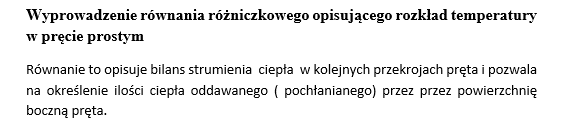 Wyprowadzenie równania różniczkowego opisującego rozkład temperatury
w pręcie prostym
Równanie to opisuje bilans strumienia ciepła w kolejnych przekrojach pręta i pozwala
na określenie ilości ciepła oddawanego ( pochłanianego) przez przez powierzchnię
boczną pręta.